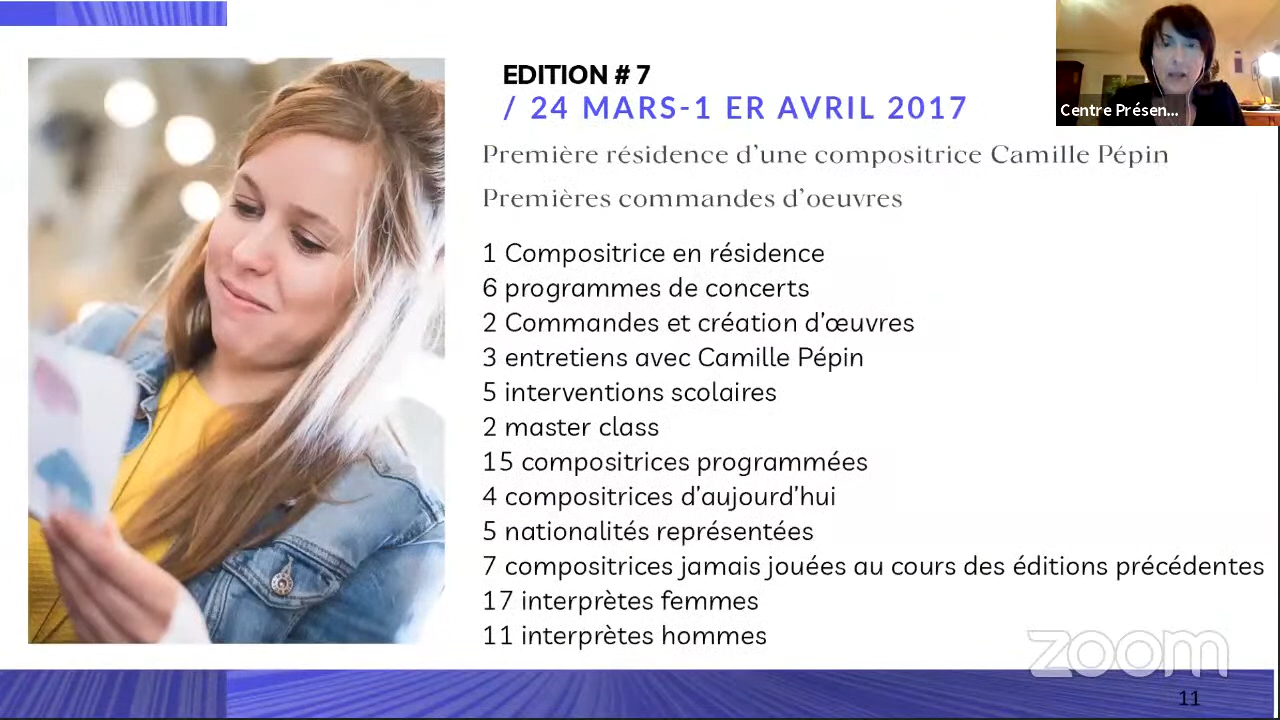 EDITION # 7
/ 24 MARS-1 ER AVRIL 2017
Centre Présen...
Première résidence d’une compositrice Camille Pépin
Premières commandes d’oeuvres
1 Compositrice en résidence
6 programmes de concerts
2 Commandes et création d’œuvres
3 entretiens avec Camille Pépin
5 interventions scolaires
2 master class
15 compositrices programmées
4 compositrices d’aujourd’hui
5 nationalités représentées
7 compositrices jamais jouées au cours des éditions précédentes
17 interprètes femmes
11 interprètes hommes
zoom
11